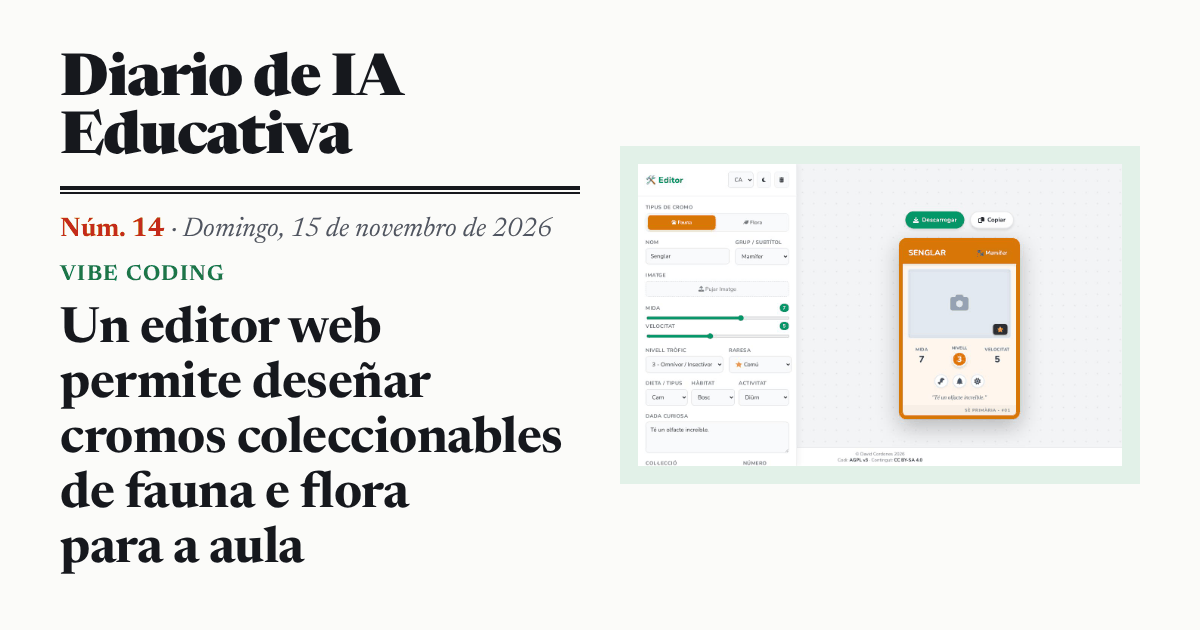 Diario de IA
Educativa
Núm. 14 · Domingo, 15 de novembro de 2026
VIBE CODING
Un editor web
permite deseñar
cromos coleccionables
de fauna e flora
para a aula
🛠️ Editor
CA
TIPUS DE CROMO
Fauna
Flora
NOM
GRUP / SUBTÍTOL
Senglar
Mamífer
IMATGE
Pujar Imatge
MIDA
7
VELOCITAT
5
NIVELL TRÒFIC
RARESA
3 - Omnívor / Insectívor
Comú
DIETA / TIPUS
HÀBITAT
ACTIVITAT
Carn
Bosc
Diürn
DADA CURIOSA
Té un olfacte increïble.
COL·LECCIÓ
NÚMERO
Descarregar
Copiar
SENGLAR
Mamífer
MIDA
NIVELL
VELOCITAT
7
3
5
"Té un olfacte increïble."
5È PRIMÀRIA • #01
© David Cordones 2026
Codi: AGPL v3 · Contingut: CC BY-SA 4.0